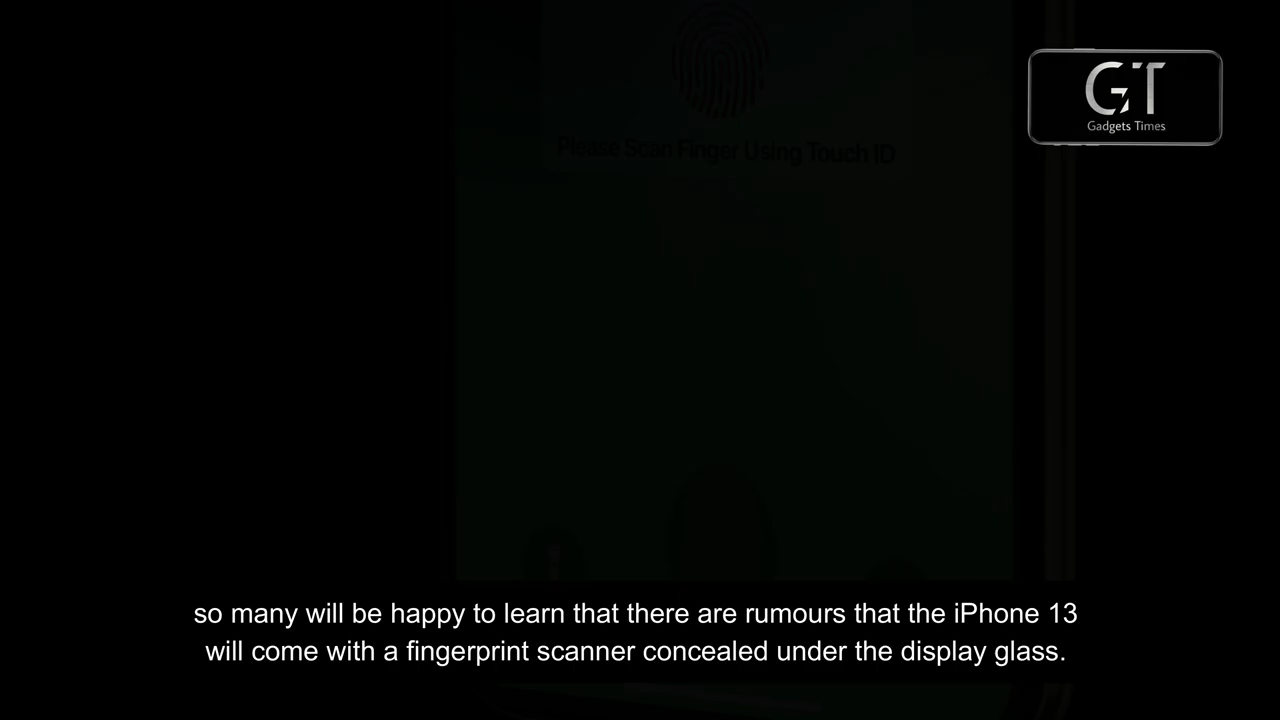 GT
Gadgets Times
Please Scan Finger Using Touch ID
so many will be happy to learn that there are rumours that the iPhone 13
will come with a fingerprint scanner concealed under the display glass.